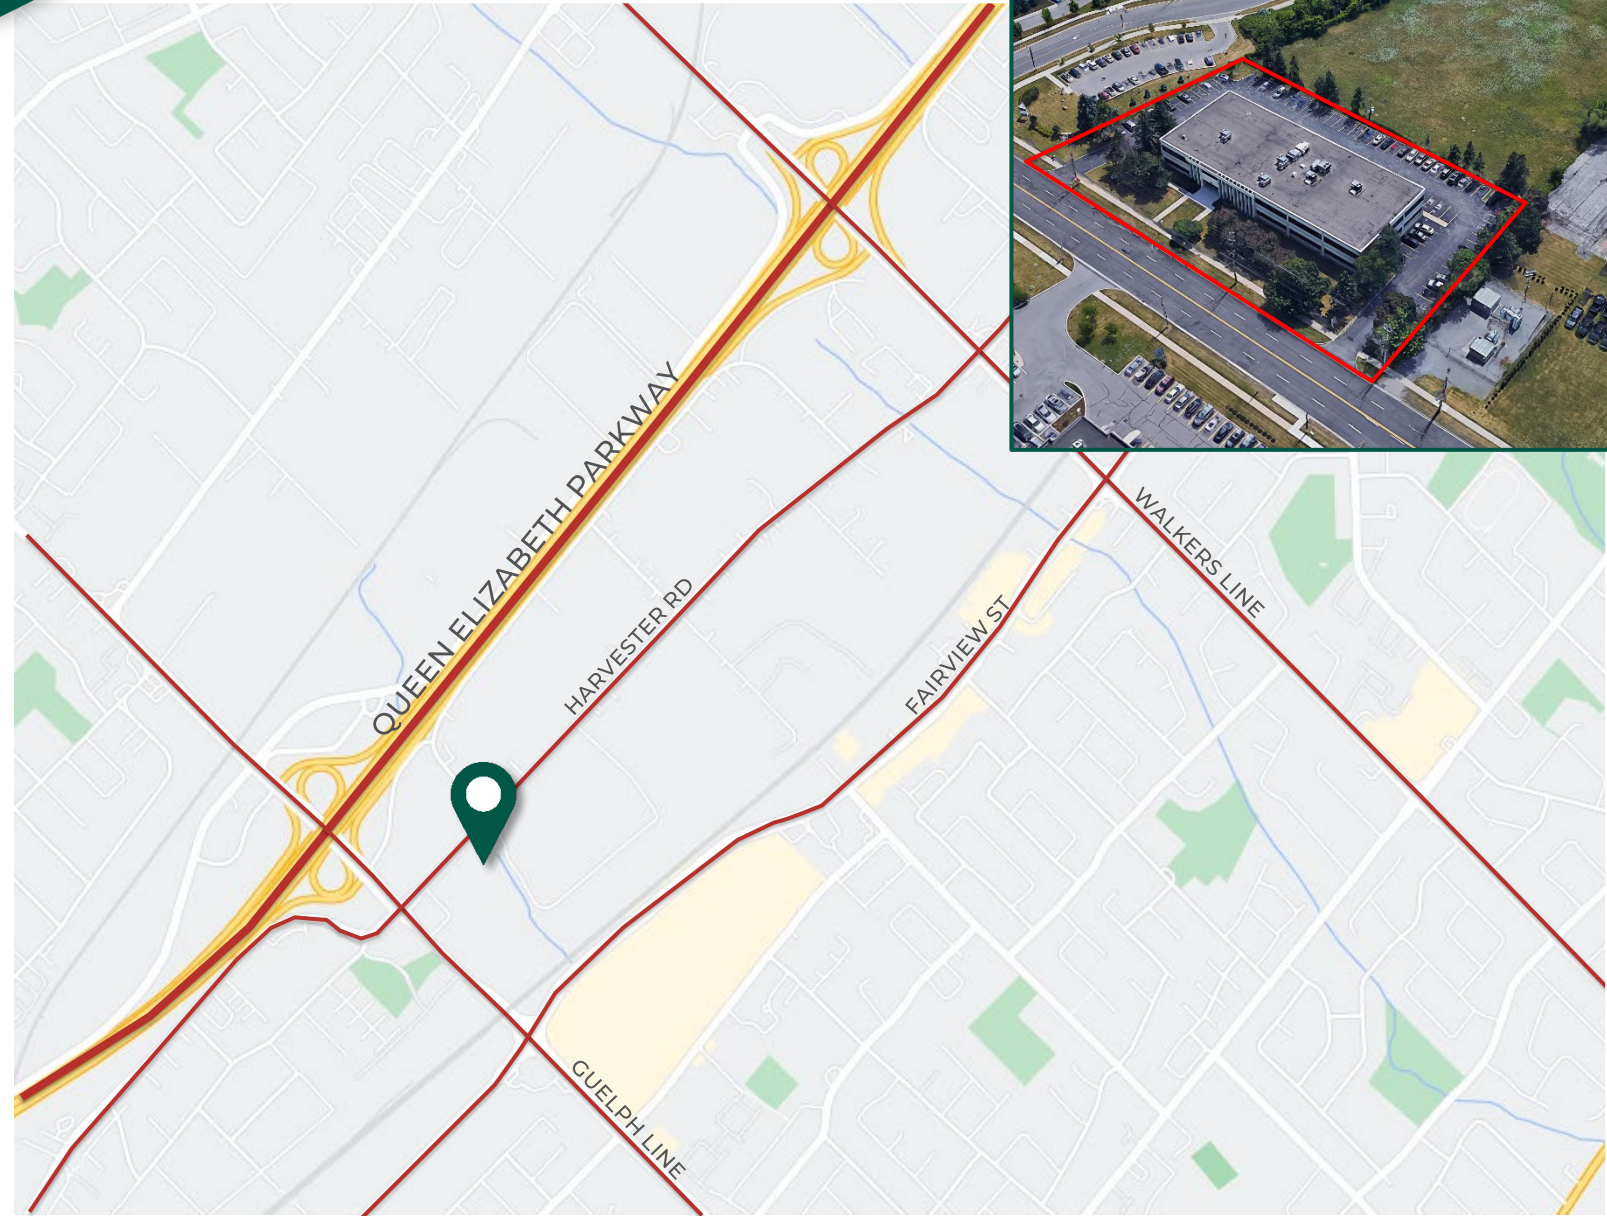 QUEEN ELIZABETH PARKWAY
HARVESTER RD
FAIRVIEW ST
WALKERS LINE
GUELPH LINE